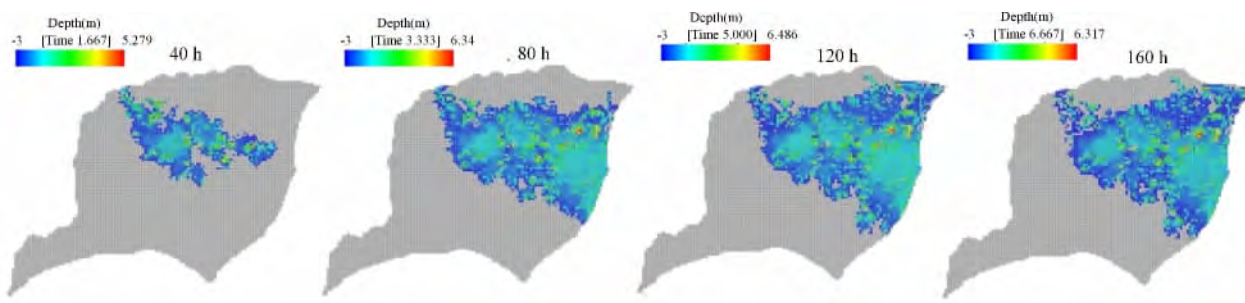 Depth(m)
-3 [Time 1.667] 5.279
40 h
Depth(m)
-3 [Time 3.333] 6.34
80 h
Depth(m)
-3 [Time 5.000] 6.486
120 h
Depth(m)
-3 [Time 6.667] 6.317
160 h